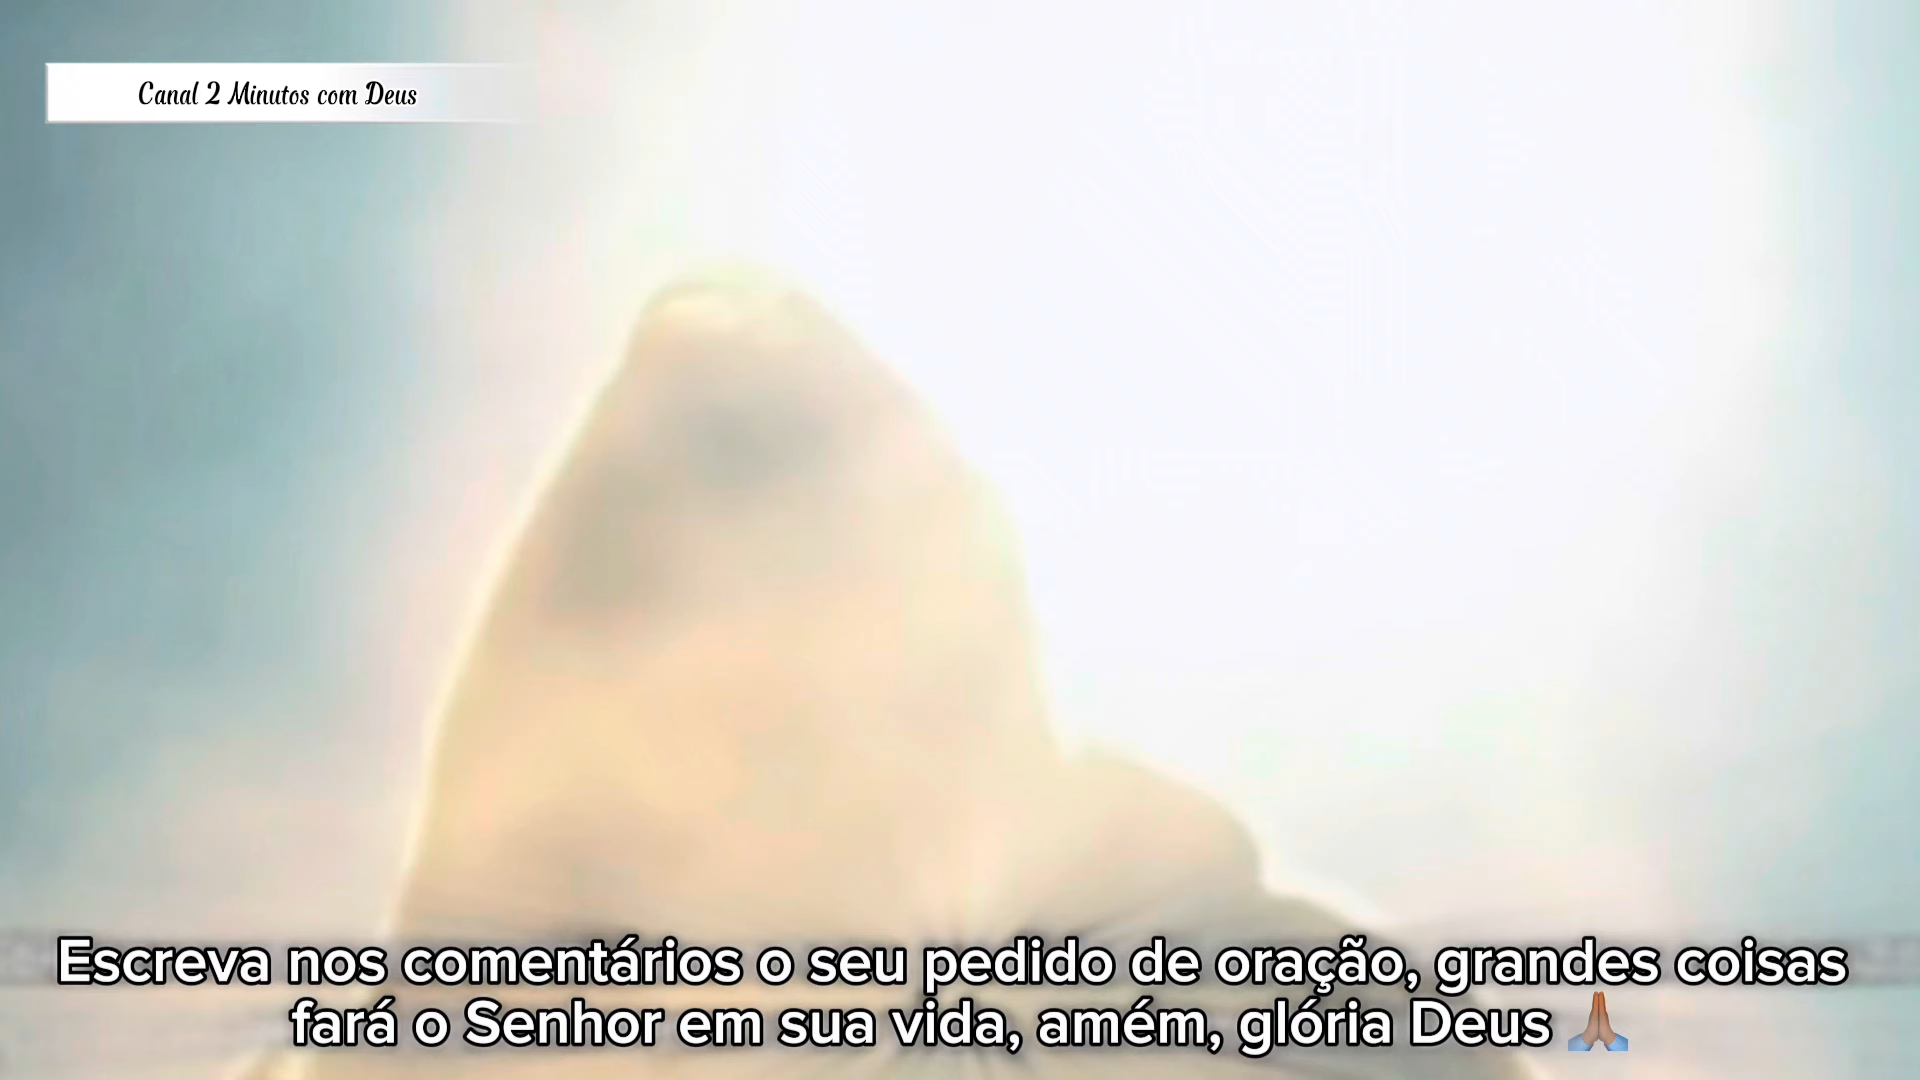 Canal 2 Minutos com Deus
Escreva nos comentários o seu pedido de oração, grandes coisas
fará o Senhor em sua vida, amém, glória Deus 🙏🏽